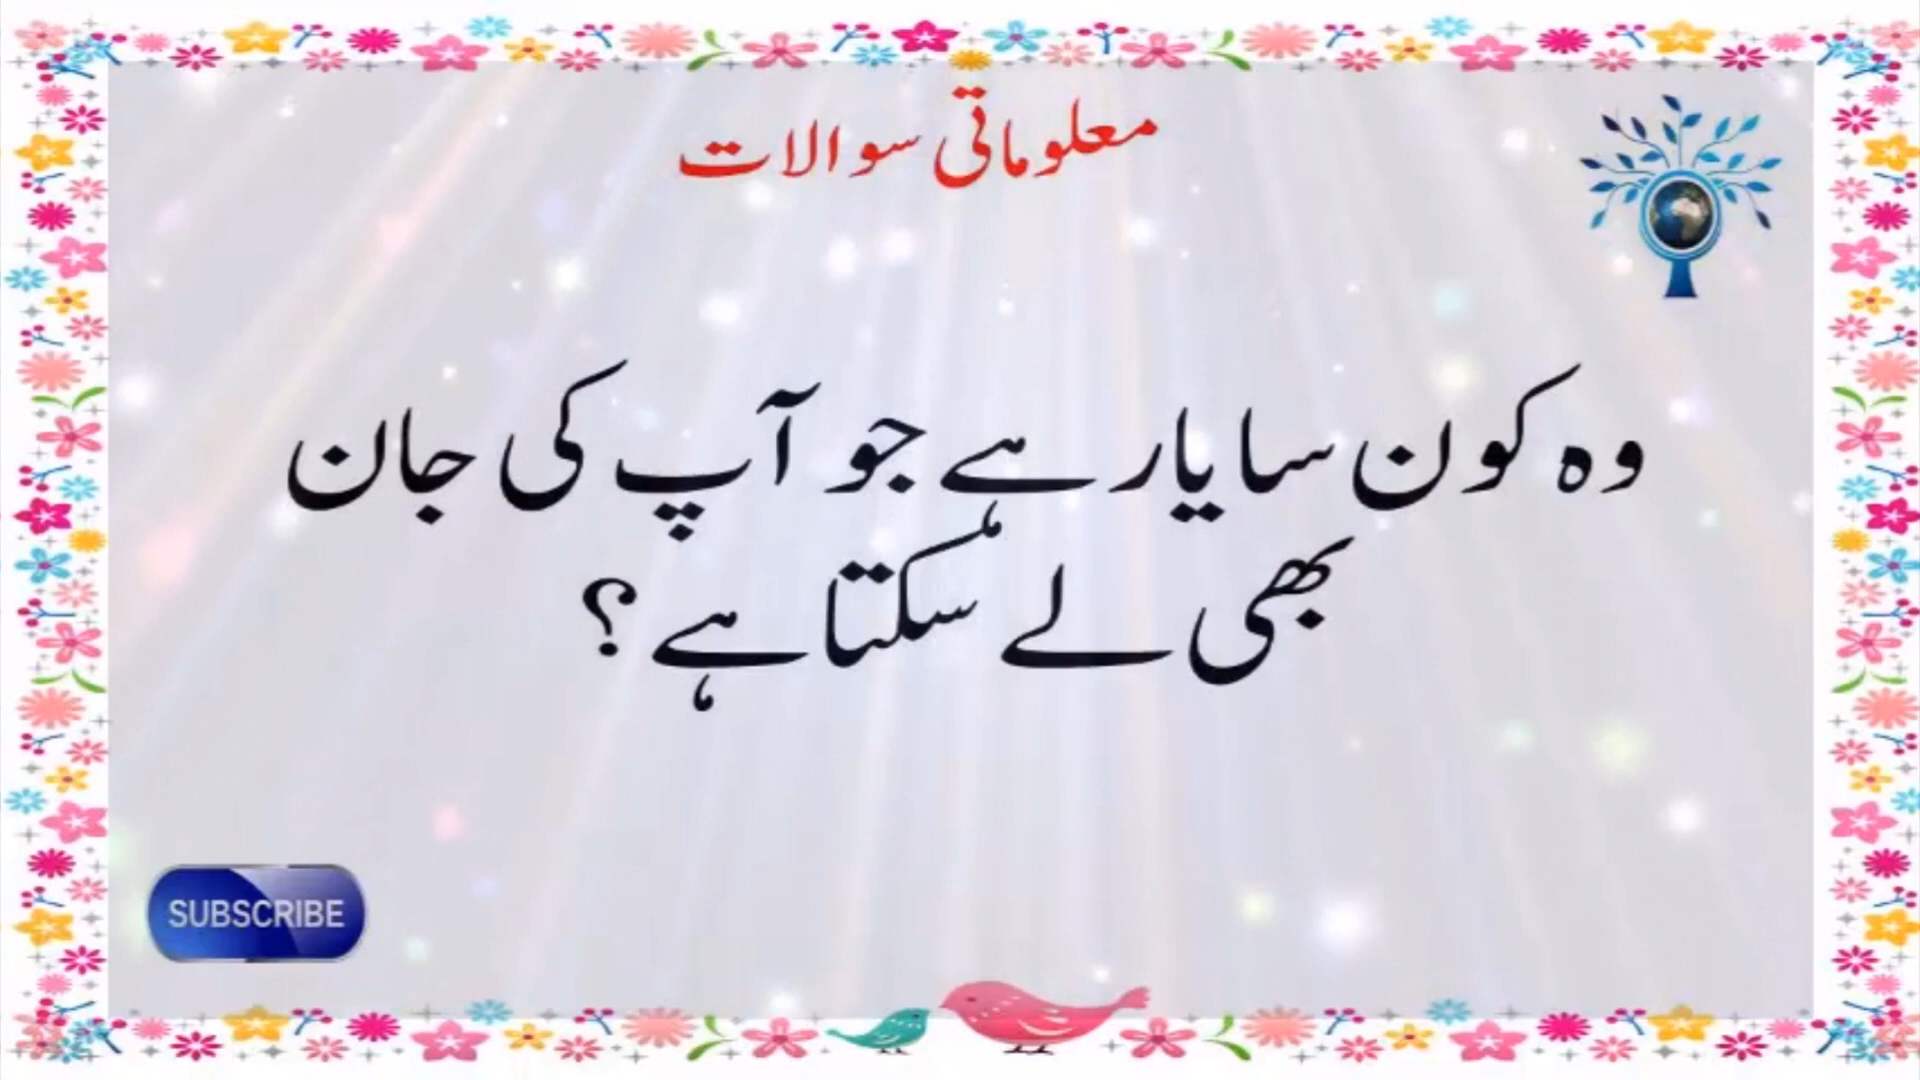 معلوماتی سوالات
وہ کون سا یار ہے جو آپ کی جان
بھی لے سکتا ہے؟
SUBSCRIBE